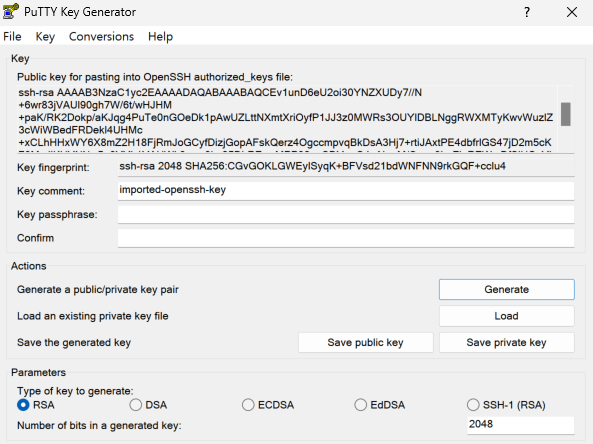 PuTTY Key Generator
File Key Conversions Help
Key
Public key for pasting into OpenSSH authorized_keys file:
ssh-rsa AAAAB3NzaC1yc2EAAAADAQABAAABAQCEv1unD6eU2oi30YNZXUDy7//N
+6wr83jVAUl90gh7W/6t/wHJHM
+paK/RK2Dokp/aKJqg4PuTe0nGOeDk1pAwUZLttNXmtXriOyfP1JJ3z0MWRs3OUYIDBLNggRWXMTyKwvWuzlZ
3cWiWBedFRDekl4UHMc
+xCLhHHxWY6X8mZ2H18FjRmJoGCyfDizjGopAFskQerz4OgccmpvqBkDsA3Hj7+rtiJAxtPE4dbfrlGS47jD2m5cK
Key fingerprint: ssh-rsa 2048 SHA256:CGvGOKLGWEylSyqK+BFVsd21bdWNFNN9rkGQF+cclu4
Key comment: imported-openssh-key
Key passphrase:
Confirm
Actions
Generate a public/private key pair Generate
Load an existing private key file Load
Save the generated key Save public key Save private key
Parameters
Type of key to generate:
RSA DSA ECDSA EdDSA SSH-1 (RSA)
Number of bits in a generated key: 2048